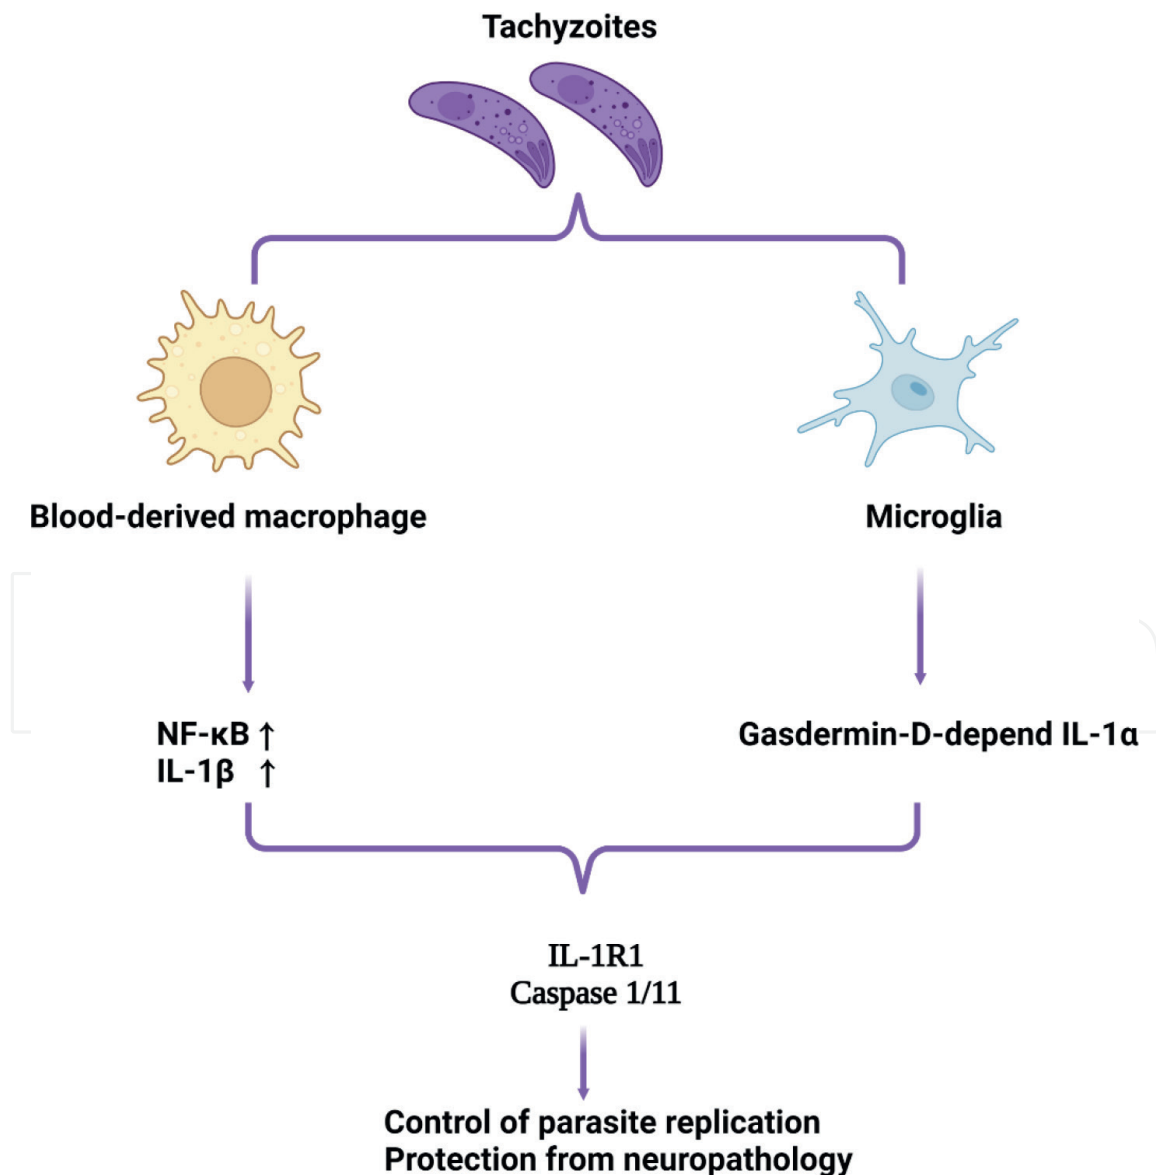 Tachyzoites
Blood-derived macrophage
Microglia
NF-κB ↑
IL-1β ↑
Gasdermin-D-depend IL-1α
IL-1R1
Caspase 1/11
Control of parasite replication
Protection from neuropathology